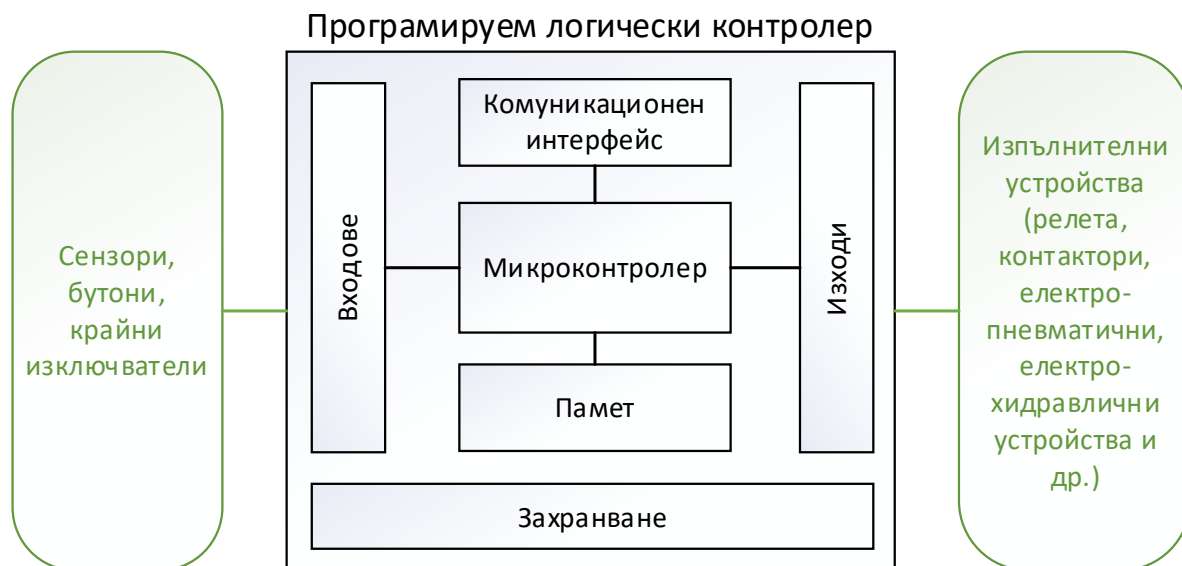 Програмируем логически контролер
Сензори,
бутони,
крайни
изключватели
Входове
Комуникационен
интерфейс
Микроконтролер
Памет
Изходи
Захранване
Изпълнителни
устройства
(релета,
контактори,
електро-
пневматични,
електро-
хидравлични
устройства и
др.)